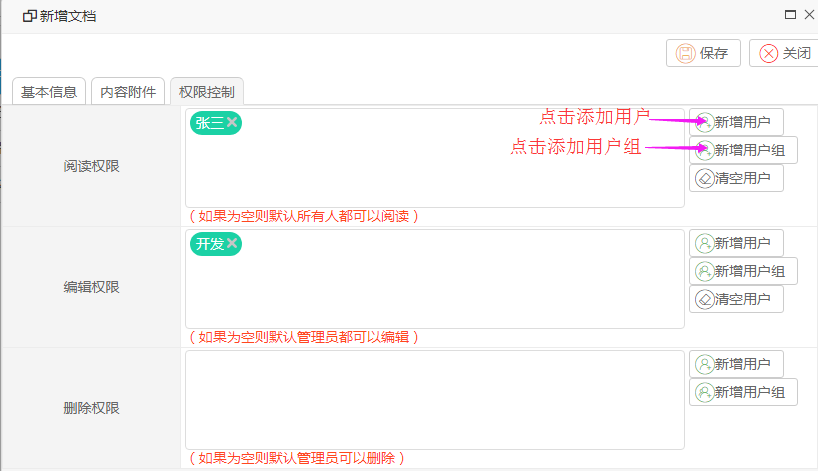 新增文档
保存
关闭
基本信息
内容附件
权限控制
阅读权限
张三
点击添加用户
点击添加用户组
新增用户
新增用户组
清空用户
(如果为空则默认所有人都可以阅读)
编辑权限
开发
新增用户
新增用户组
清空用户
(如果为空则默认管理员都可以编辑)
删除权限
新增用户
新增用户组
(如果为空则默认管理员可以删除)